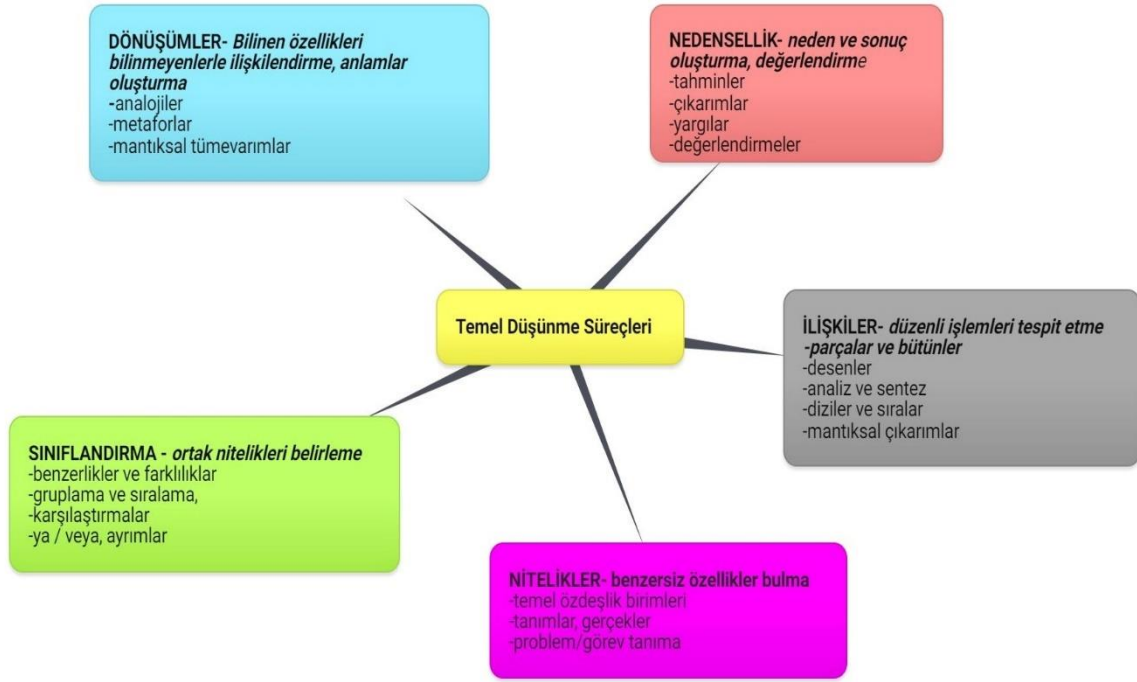 DÖNÜŞÜMLER- Bilinen özellikleri
bilinmeyenlerle ilişkilendirme, anlamlar
oluşturma
-analojiler
-metaforlar
-mantıksal tümevarımlar
NEDENSELLİK- neden ve sonuç
oluşturma, değerlendirme
-tahminler
-çıkarımlar
-yargılar
-değerlendirmeler
Temel Düşünme Süreçleri
İLİŞKİLER- düzenli işlemleri tespit etme
-parçalar ve bütünler
-desenler
-analiz ve sentez
-diziler ve sıralar
-mantıksal çıkarımlar
SINIFLANDIRMA - ortak nitelikleri belirleme
-benzerlikler ve farklılıklar
-gruplama ve sıralama,
-karşılaştırmalar
-ya / veya, ayrımlar
NİTELİKLER- benzersiz özellikler bulma
-temel özdeşlik birimleri
-tanımlar, gerçekler
-problem/görev tanıma